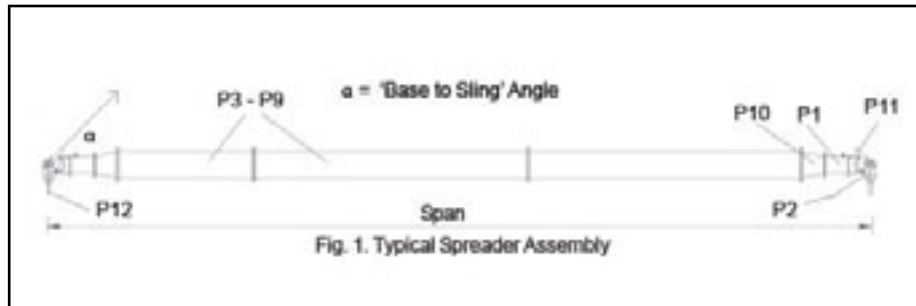 α = 'Base to Sling' Angle
P3 - P9
P10
P1
P11
α
P12
P2
Span
Fig. 1. Typical Spreader Assembly